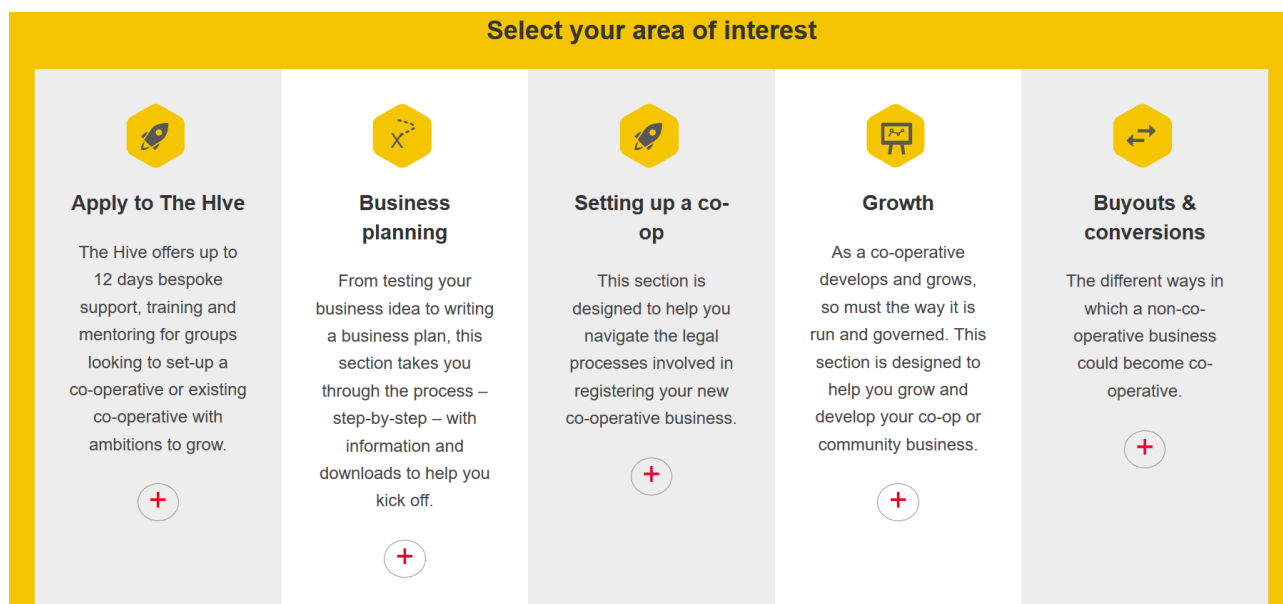 Select your area of interest
Apply to The HIve
The Hive offers up to
12 days bespoke
support, training and
mentoring for groups
looking to set-up a
co-operative or existing
co-operative with
ambitions to grow.
+
Business
planning
From testing your
business idea to writing
a business plan, this
section takes you
through the process –
step-by-step – with
information and
downloads to help you
kick off.
+
Setting up a co-
op
This section is
designed to help you
navigate the legal
processes involved in
registering your new
co-operative business.
+
Growth
As a co-operative
develops and grows,
so must the way it is
run and governed. This
section is designed to
help you grow and
develop your co-op or
community business.
+
Buyouts &
conversions
The different ways in
which a non-co-
operative business
could become co-
operative.
+